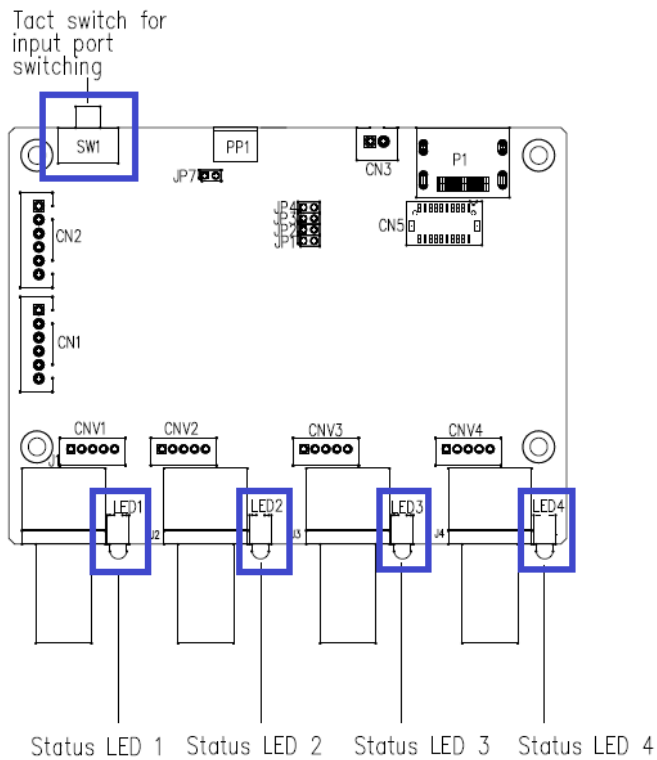 Tact switch for
input port
switching
SW1
PP1
CN3
P1
JP7
JP4
JP3
JP2
JP1
CN5
CN2
CN1
CNV1
CNV2
CNV3
CNV4
LED1
LED2
LED3
LED4
J2
J3
J4
Status LED 1
Status LED 2
Status LED 3
Status LED 4